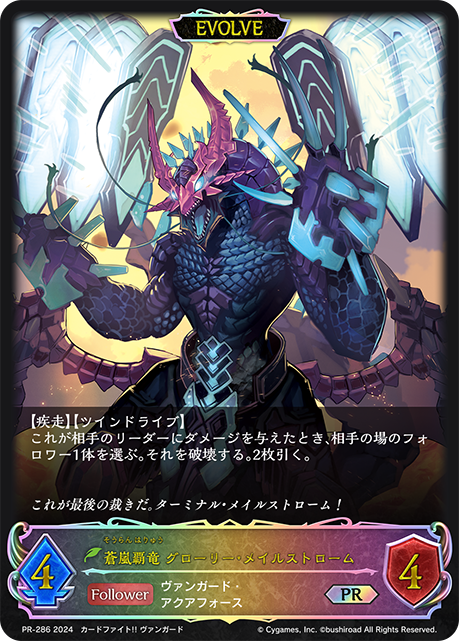 EVOLVE
【疾走】【ツインドライブ】
これが相手のリーダーにダメージを与えたとき、相手の場のフォ
ロワー1体を選ぶ。それを破壊する。2枚引く。
これが最後の裁きだ。ターミナル・メイルストローム！
そうらんはりゅう
蒼嵐覇竜 グローリー・メイルストローム
4
4
Follower
ヴァンガード・
アクアフォース
PR
PR-286 2024 カードファイト!! ヴァンガード
© Cygames, Inc. ©bushiroad All Rights Reserved.